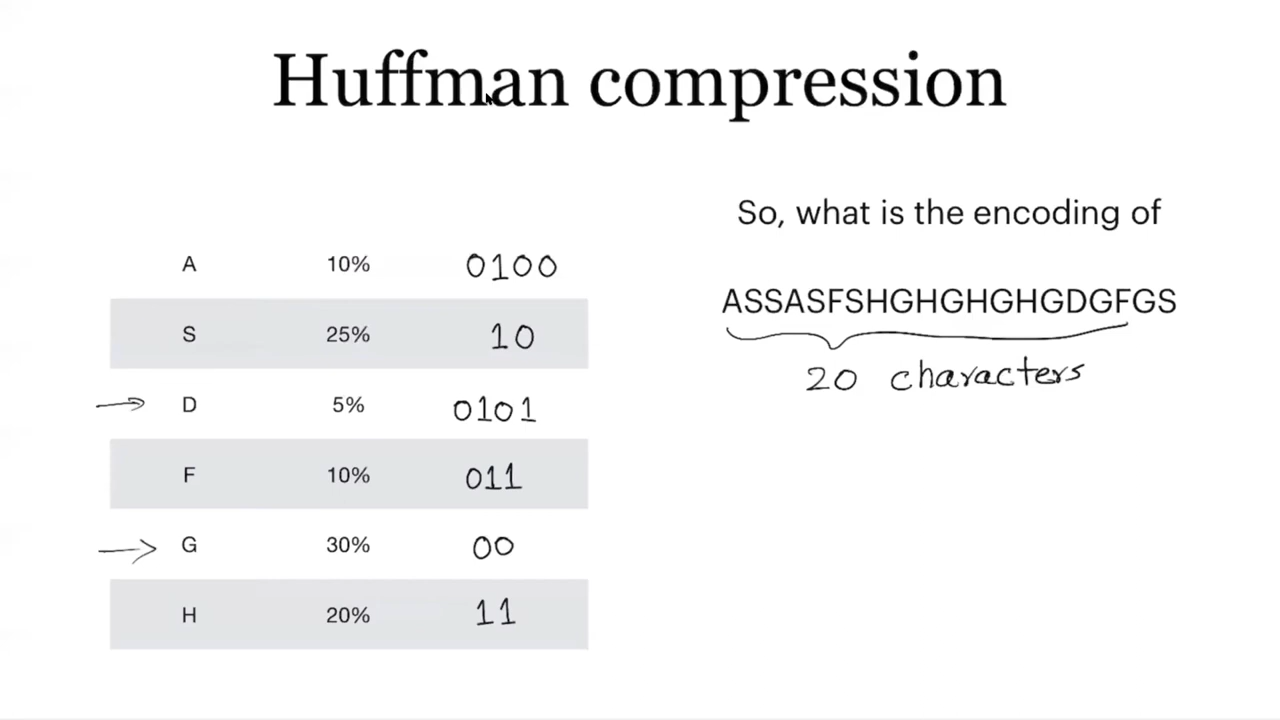 Huffman compression
So, what is the encoding of
ASSASFSHGHGHGHGDGFGS
20 characters
A 10% 0100
S 25% 10
D 5% 0101
F 10% 011
G 30% 00
H 20% 11